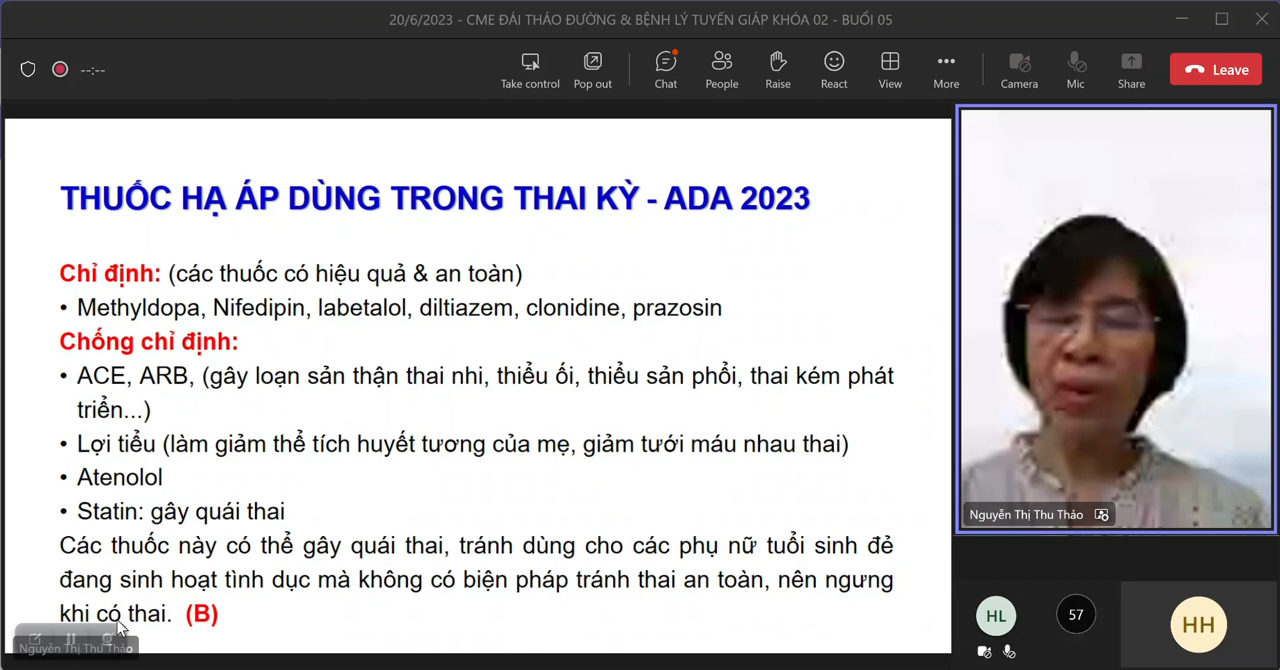 20/6/2023 - CME ĐÁI THÁO ĐƯỜNG & BỆNH LÝ TUYẾN GIÁP KHÓA 02 - BUỔI 05
--:--
Take control
Pop out
Chat
People
Raise
React
View
More
Camera
Mic
Share
Leave
THUỐC HẠ ÁP DÙNG TRONG THAI KỲ - ADA 2023
Chỉ định: (các thuốc có hiệu quả & an toàn)
• Methyldopa, Nifedipin, labetalol, diltiazem, clonidine, prazosin
Chống chỉ định:
• ACE, ARB, (gây loạn sản thận thai nhi, thiểu ối, thiểu sản phổi, thai kém phát
triển...)
• Lợi tiểu (làm giảm thể tích huyết tương của mẹ, giảm tưới máu nhau thai)
• Atenolol
• Statin: gây quái thai
Các thuốc này có thể gây quái thai, tránh dùng cho các phụ nữ tuổi sinh đẻ
đang sinh hoạt tình dục mà không có biện pháp tránh thai an toàn, nên ngưng
khi có thai. (B)
Nguyễn Thị Thu Thảo
Nguyễn Thị Thu Thảo
HL
57
HH